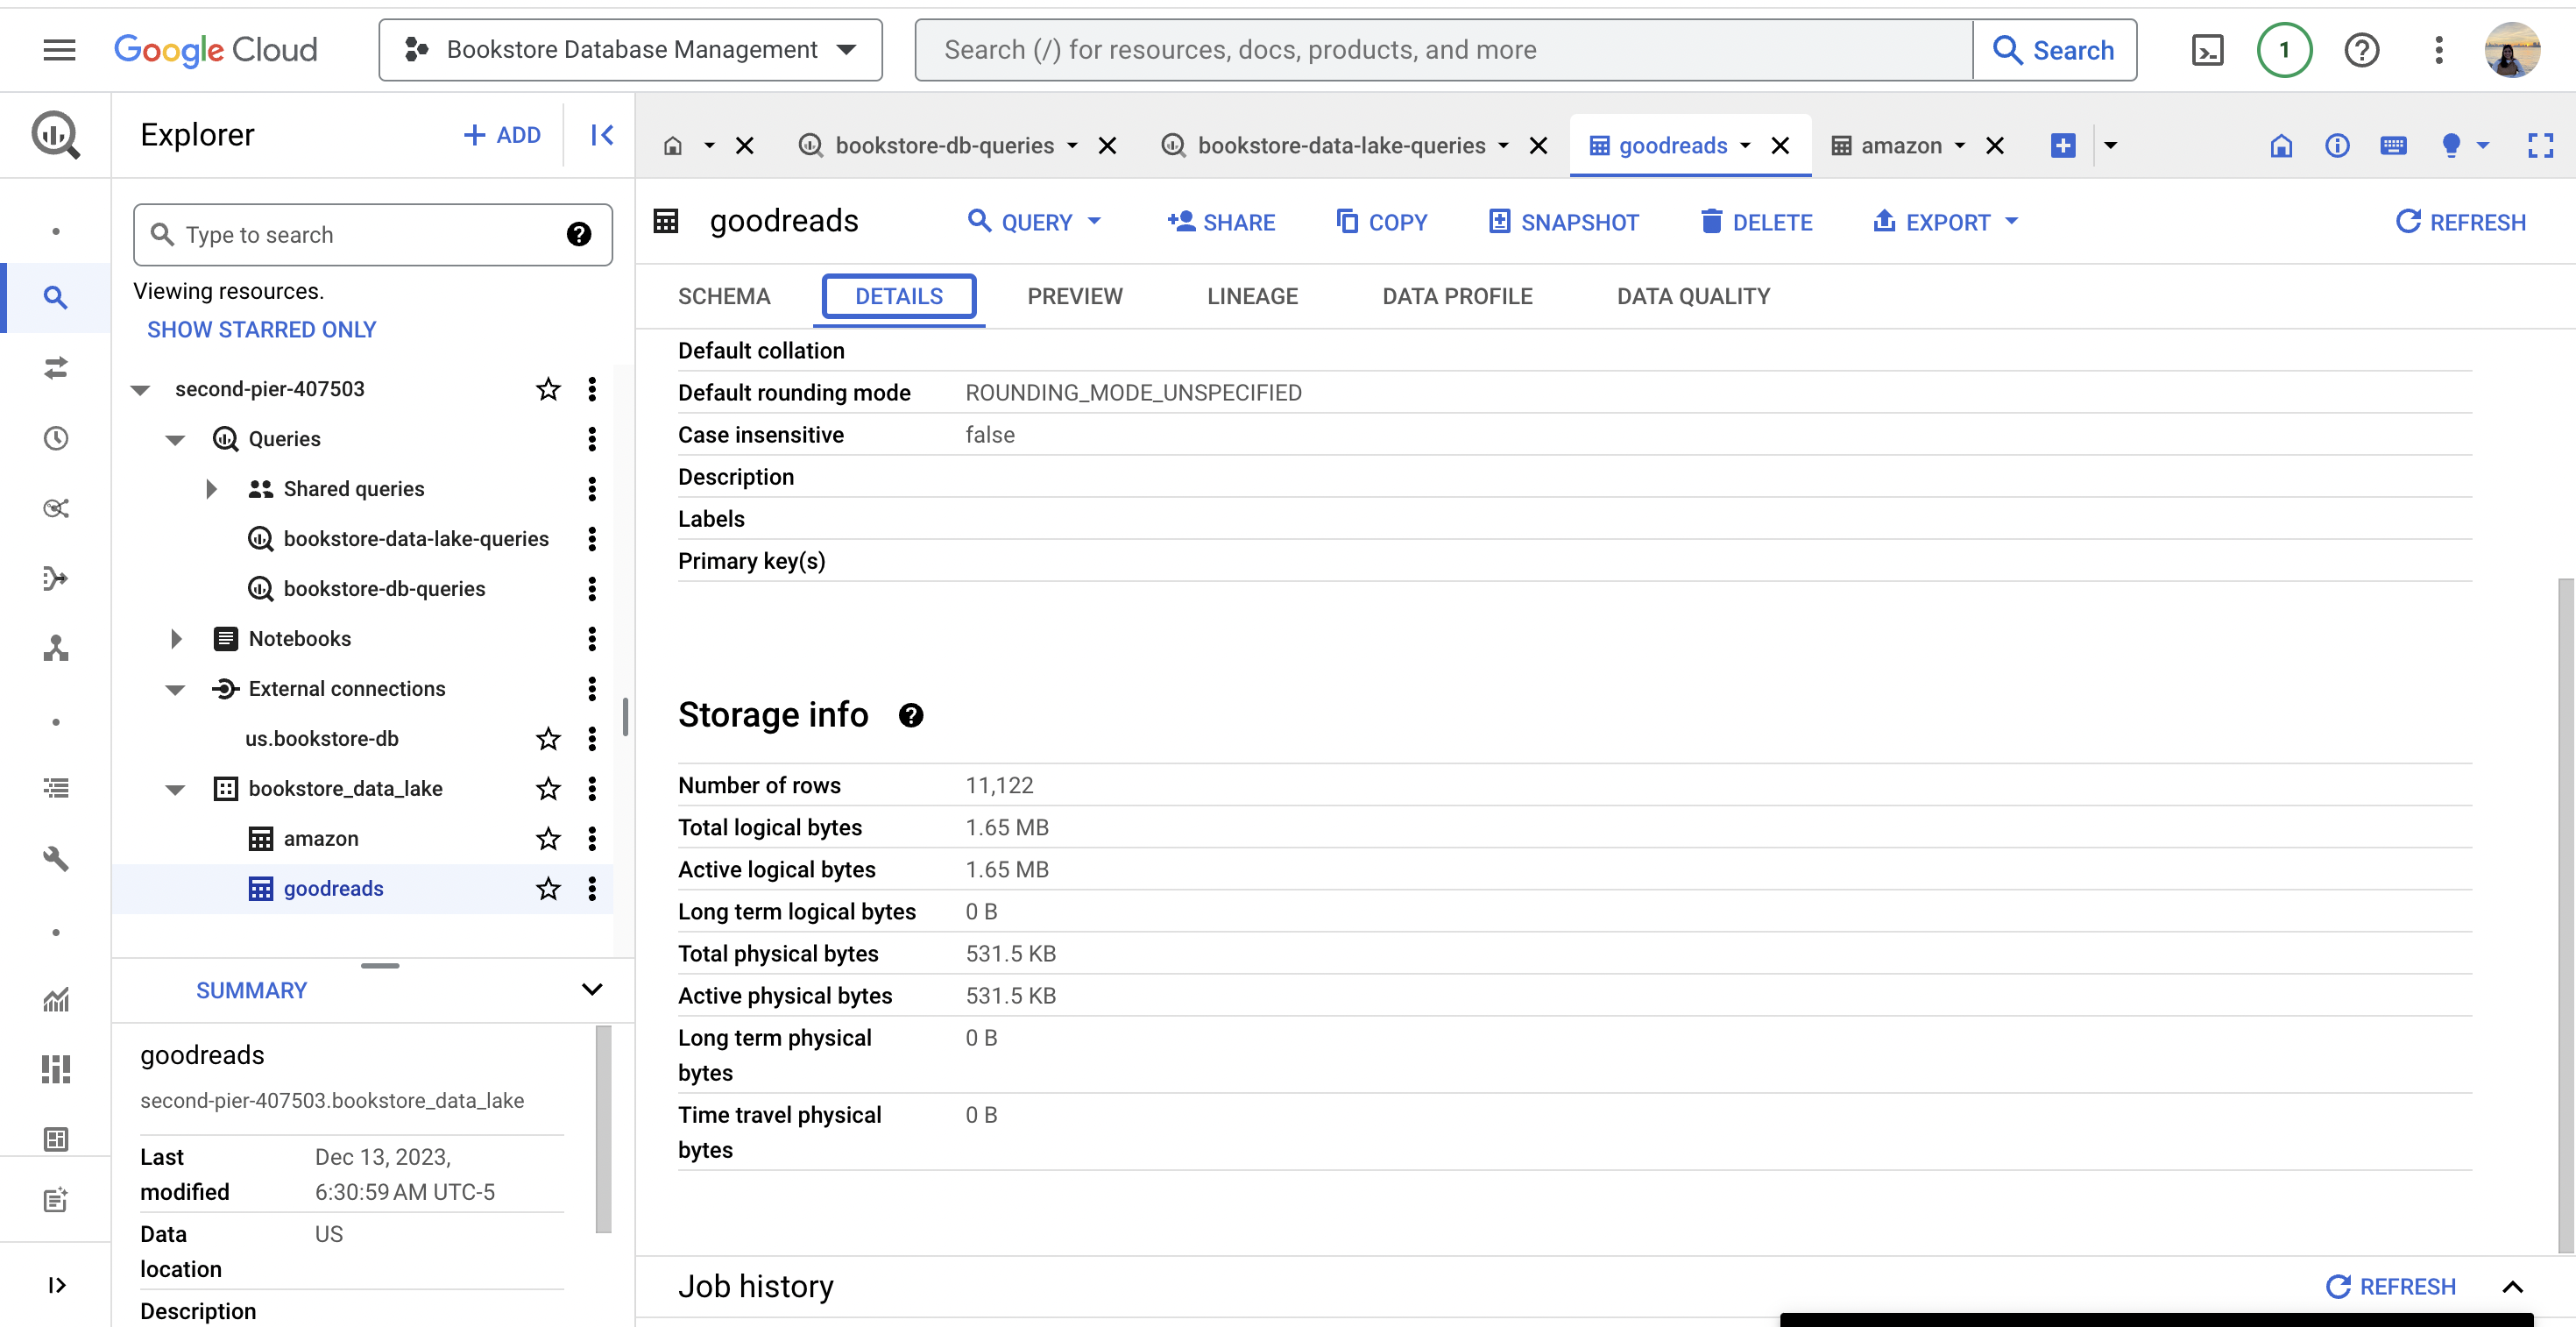 Google Cloud
Bookstore Database Management
Search (/) for resources, docs, products, and more
Search
1
Explorer
ADD
bookstore-db-queries
bookstore-data-lake-queries
goodreads
amazon
Type to search
Viewing resources.
SHOW STARRED ONLY
second-pier-407503
Queries
Shared queries
bookstore-data-lake-queries
bookstore-db-queries
Notebooks
External connections
us.bookstore-db
bookstore_data_lake
amazon
goodreads
SUMMARY
goodreads
second-pier-407503.bookstore_data_lake
Last modified Dec 13, 2023, 6:30:59 AM UTC-5
Data location US
Description
goodreads
QUERY
SHARE
COPY
SNAPSHOT
DELETE
EXPORT
REFRESH
SCHEMA
DETAILS
PREVIEW
LINEAGE
DATA PROFILE
DATA QUALITY
Default collation
Default rounding mode ROUNDING_MODE_UNSPECIFIED
Case insensitive false
Description
Labels
Primary key(s)
Storage info
Number of rows 11,122
Total logical bytes 1.65 MB
Active logical bytes 1.65 MB
Long term logical bytes 0 B
Total physical bytes 531.5 KB
Active physical bytes 531.5 KB
Long term physical bytes 0 B
Time travel physical bytes 0 B
Job history
REFRESH